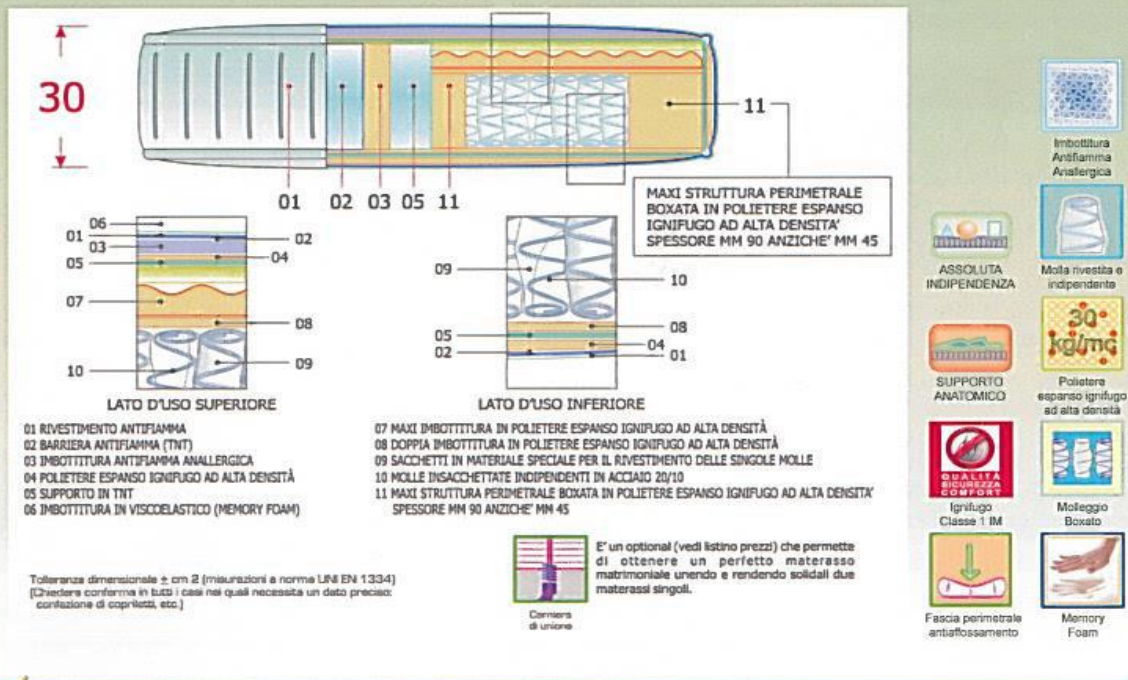 30
01 02 03 05 11
11
MAXI STRUTTURA PERIMETRALE
BOXATA IN POLIETERE ESPANSO
IGNIFUGO AD ALTA DENSITA'
SPESSORE MM 90 ANZICHE' MM 45
06
01
03
05
07
10
02
04
08
09
LATO D'USO SUPERIORE
09
05
02
10
08
04
01
LATO D'USO INFERIORE
01 RIVESTIMENTO ANTIFIAMMA
02 BARRIERA ANTIFIAMMA (TNT)
03 IMBOTTITURA ANTIFIAMMA ANALLERGICA
04 POLIETERE ESPANSO IGNIFUGO AD ALTA DENSITÀ
05 SUPPORTO IN TNT
06 IMBOTTITURA IN VISCOELASTICO (MEMORY FOAM)
07 MAXI IMBOTTITURA IN POLIETERE ESPANSO IGNIFUGO AD ALTA DENSITÀ
08 DOPPIA IMBOTTITURA IN POLIETERE ESPANSO IGNIFUGO AD ALTA DENSITÀ
09 SACCHETTI IN MATERIALE SPECIALE PER IL RIVESTIMENTO DELLE SINGOLE MOLLE
10 MOLLE INSACCHETTATE INDIPENDENTI IN ACCIAIO 20/10
11 MAXI STRUTTURA PERIMETRALE BOXATA IN POLIETERE ESPANSO IGNIFUGO AD ALTA DENSITA'
SPESSORE MM 90 ANZICHE' MM 45
Tolleranza dimensionale ± cm 2 (misurazioni a norma UNI EN 1334)
(Chiedere conferma in tutti i casi nei quali necessita un dato preciso:
confezione di copriletti, etc.)
Cerniera
di unione
E' un optional (vedi listino prezzi) che permette
di ottenere un perfetto materasso
matrimoniale unendo e rendendo solidali due
materassi singoli.
Imbottitura
Antifiamma
Anallergica
ASSOLUTA
INDIPENDENZA
Molla rivestita e
indipendente
SUPPORTO
ANATOMICO
30
kg/mc
Polietere
espanso ignifugo
ad alta densità
QUALITÀ
SICUREZZA
COMFORT
Ignifugo
Classe 1 IM
Molleggio
Boxato
Fascia perimetrale
antiaffossamento
Memory
Foam